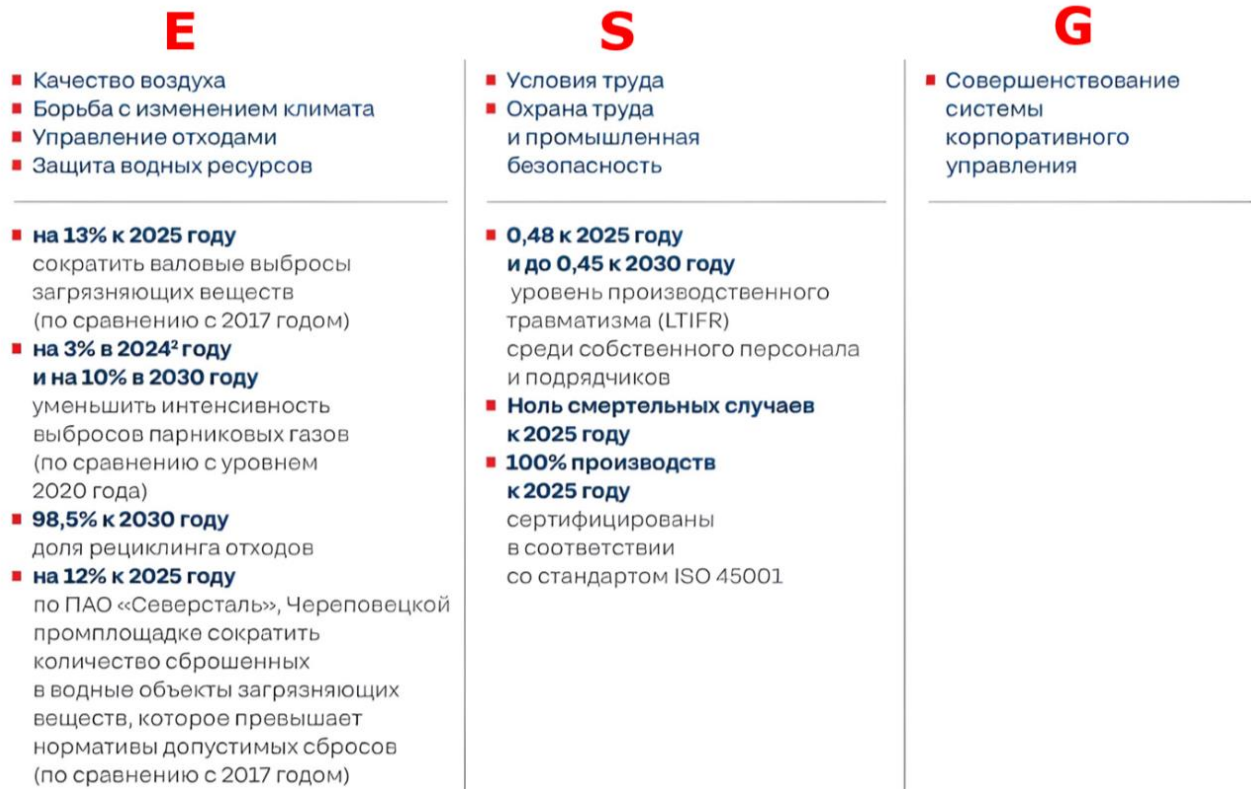 E
Качество воздуха
Борьба с изменением климата
Управление отходами
Защита водных ресурсов
на 13% к 2025 году
сократить валовые выбросы
загрязняющих веществ
(по сравнению с 2017 годом)
на 3% в 2024² году
и на 10% в 2030 году
уменьшить интенсивность
выбросов парниковых газов
(по сравнению с уровнем
2020 года)
98,5% к 2030 году
доля рециклинга отходов
на 12% к 2025 году
по ПАО «Северсталь», Череповецкой
промплощадке сократить
количество сброшенных
в водные объекты загрязняющих
веществ, которое превышает
нормативы допустимых сбросов
(по сравнению с 2017 годом)
S
Условия труда
Охрана труда
и промышленная
безопасность
0,48 к 2025 году
и до 0,45 к 2030 году
уровень производственного
травматизма (LTIFR)
среди собственного персонала
и подрядчиков
Ноль смертельных случаев
к 2025 году
100% производств
к 2025 году
сертифицированы
в соответствии
со стандартом ISO 45001
G
Совершенствование
системы
корпоративного
управления